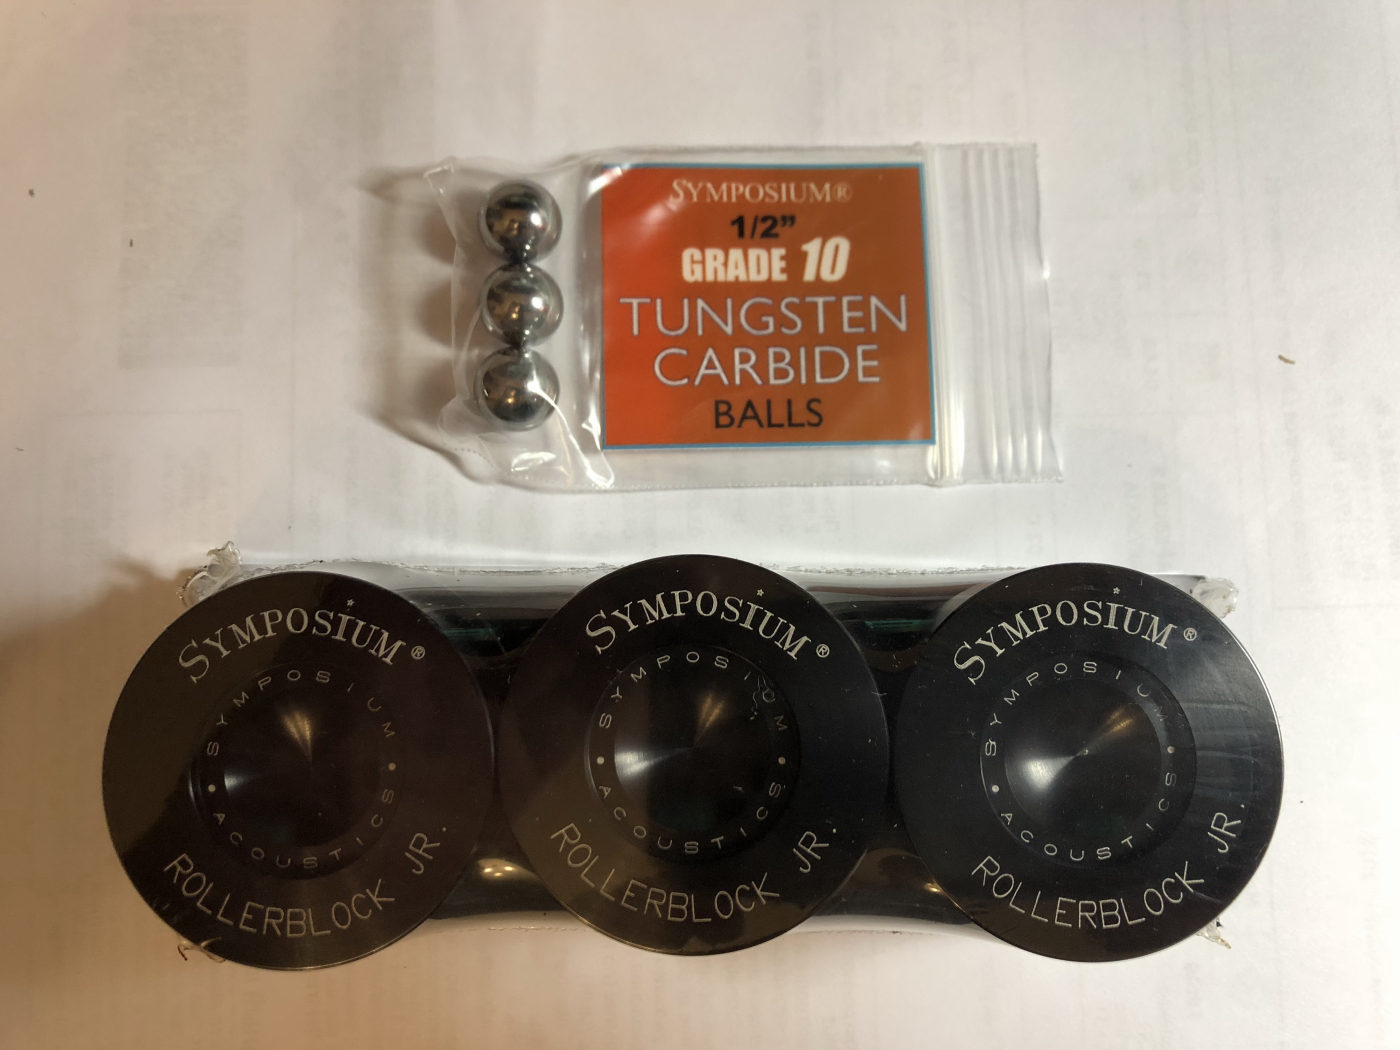 SYMPOSIUM®
1/2”
GRADE 10
TUNGSTEN
CARBIDE
BALLS
SYMPOSIUM®
SYMPOSIUM
• ACOUSTICS •
ROLLERBLOCK JR.
SYMPOSIUM®
SYMPOSIUM
• ACOUSTICS •
ROLLERBLOCK JR.
SYMPOSIUM®
SYMPOSIUM
• ACOUSTICS •
ROLLERBLOCK JR.